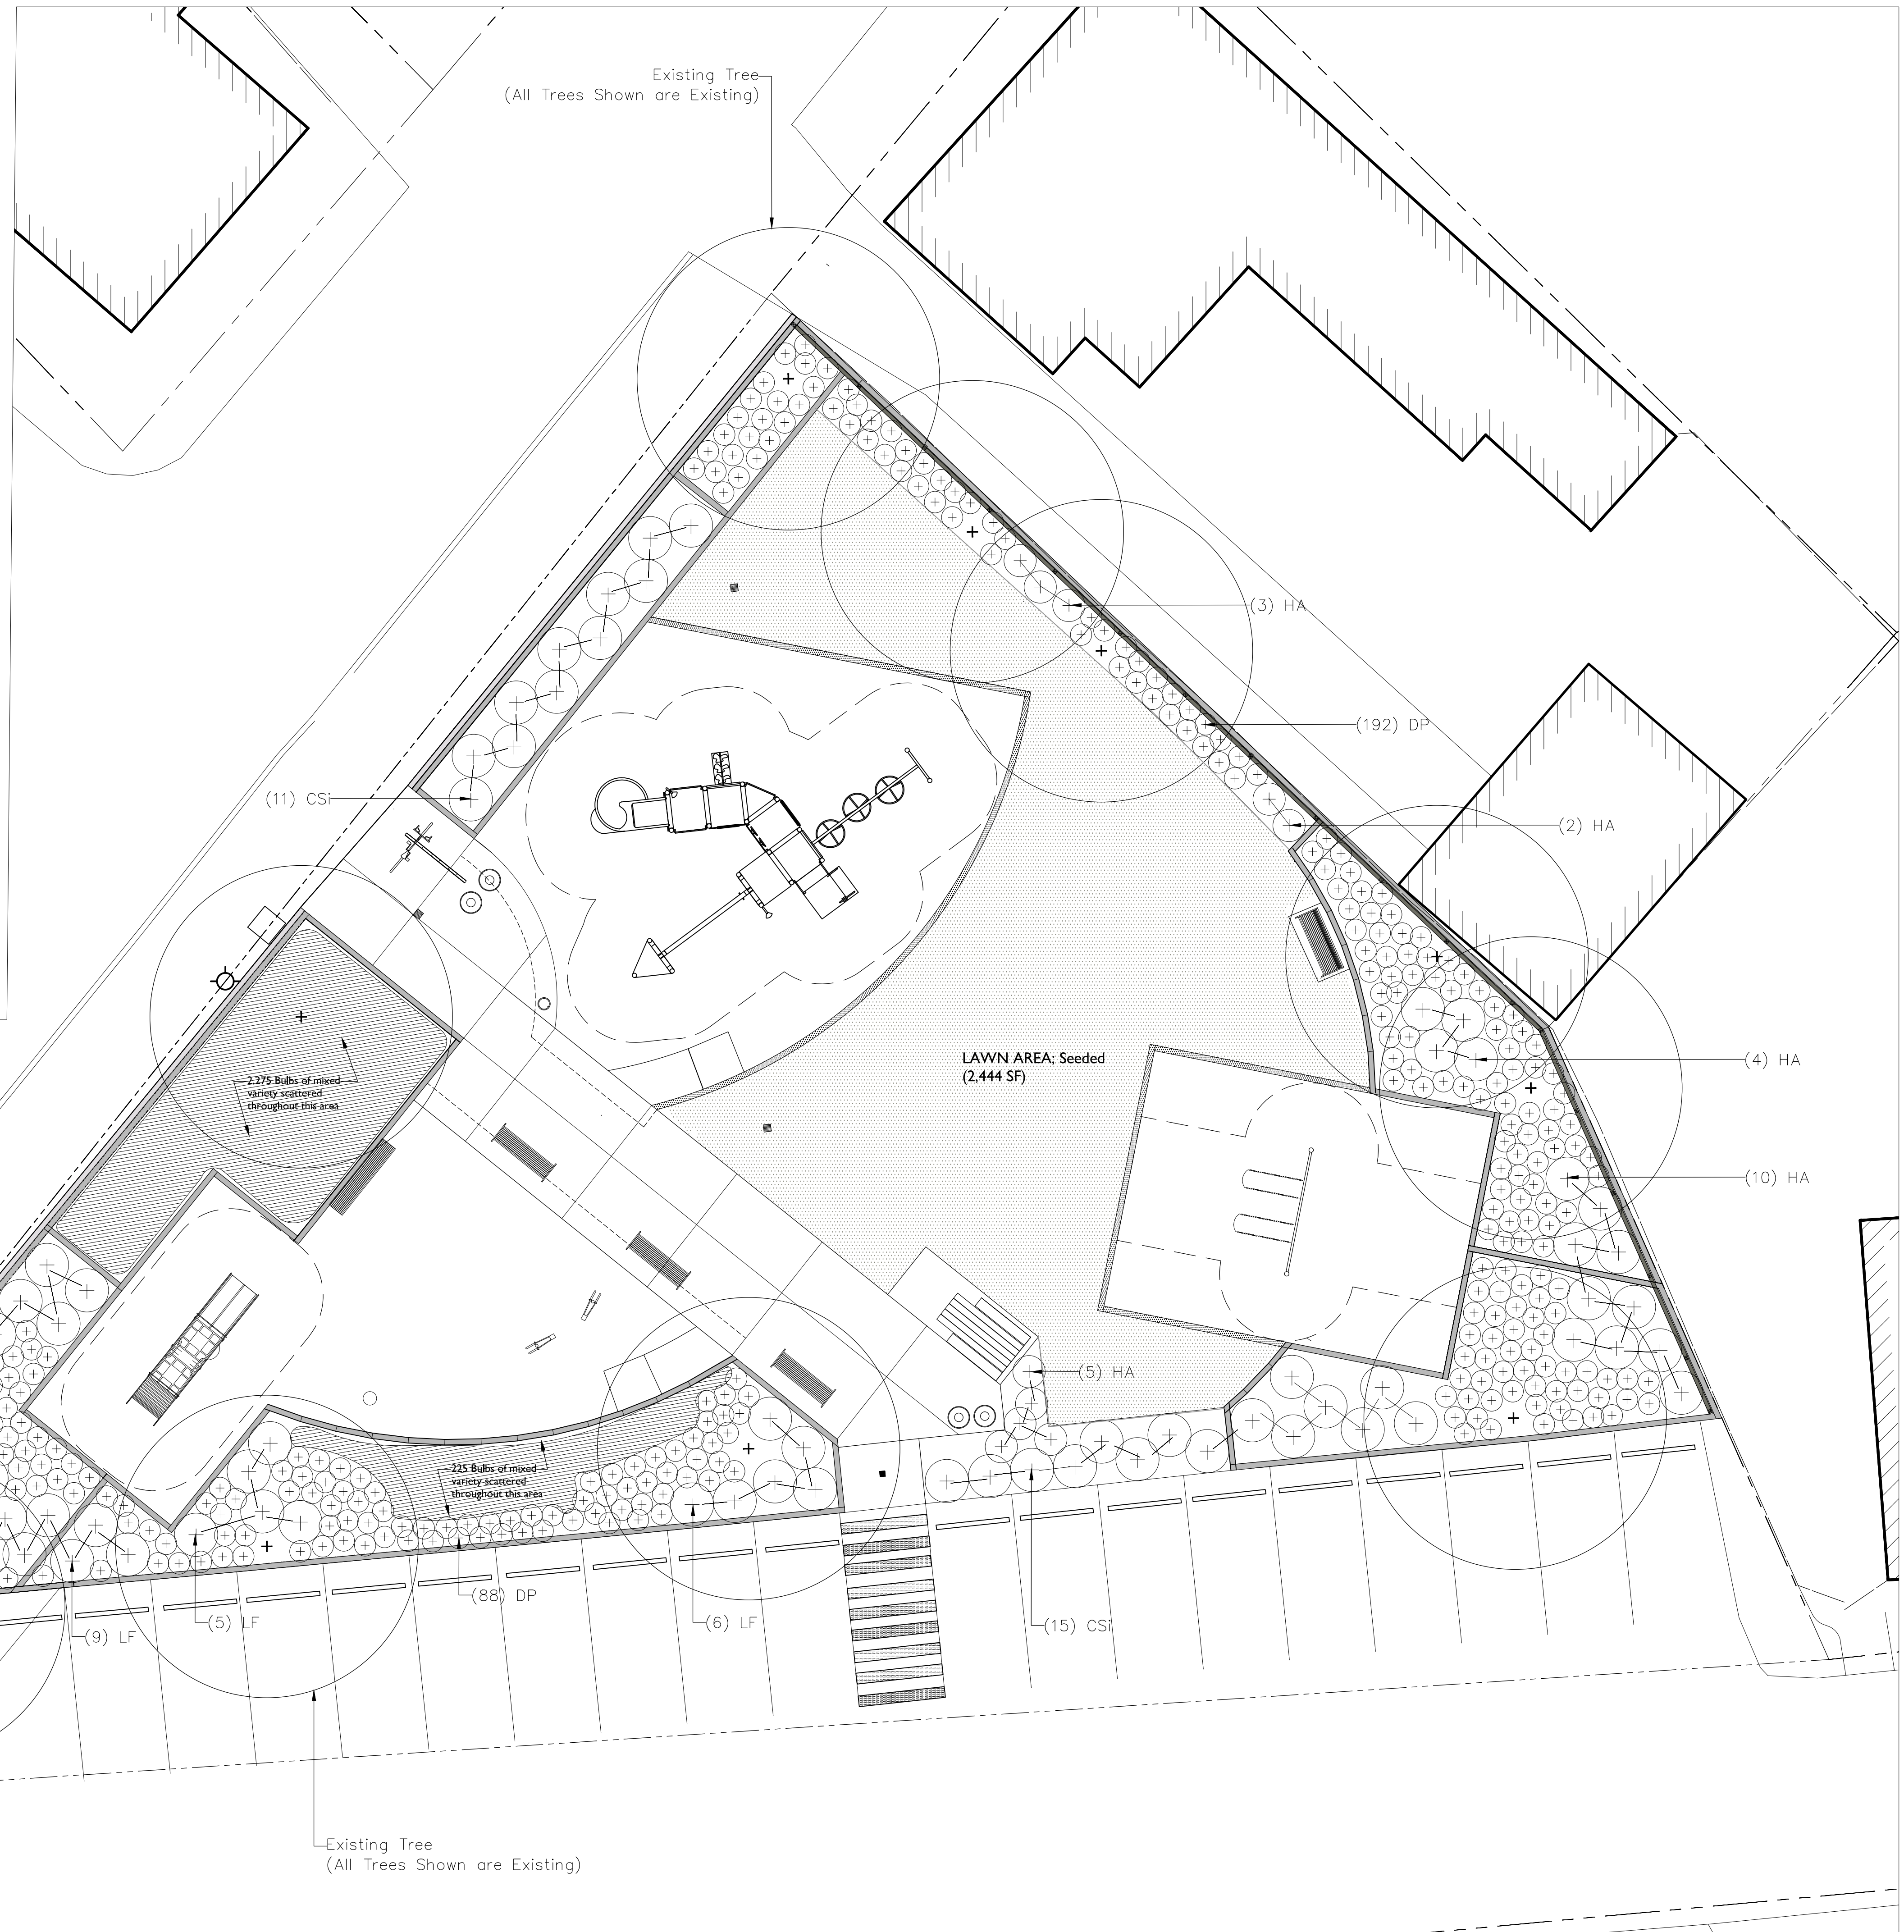 Existing Tree
(All Trees Shown are Existing)
(3) HA
(192) DP
(11) CSi
(2) HA
LAWN AREA; Seeded
(2,444 SF)
(4) HA
2,275 Bulbs of mixed
variety scattered
throughout this area
(10) HA
(5) HA
225 Bulbs of mixed
variety scattered
throughout this area
(88) DP
(5) LF
(6) LF
(15) CSi
(9) LF
Existing Tree
(All Trees Shown are Existing)